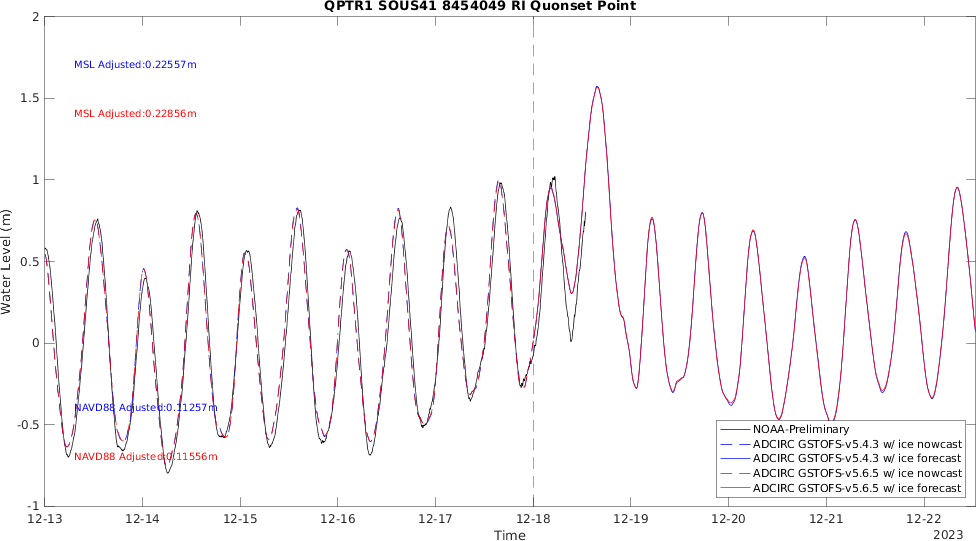 QPTR1 SOUS41 8454049 RI Quonset Point
2
1.5
1
0.5
0
-0.5
-1
Water Level (m)
MSL Adjusted:0.22557m
MSL Adjusted:0.22856m
NAVD88 Adjusted:0.11257m
NAVD88 Adjusted:0.11556m
NOAA-Preliminary
ADCIRC GSTOFS-v5.4.3 w/ ice nowcast
ADCIRC GSTOFS-v5.4.3 w/ ice forecast
ADCIRC GSTOFS-v5.6.5 w/ ice nowcast
ADCIRC GSTOFS-v5.6.5 w/ ice forecast
12-13 12-14 12-15 12-16 12-17 12-18 12-19 12-20 12-21 12-22
Time
2023